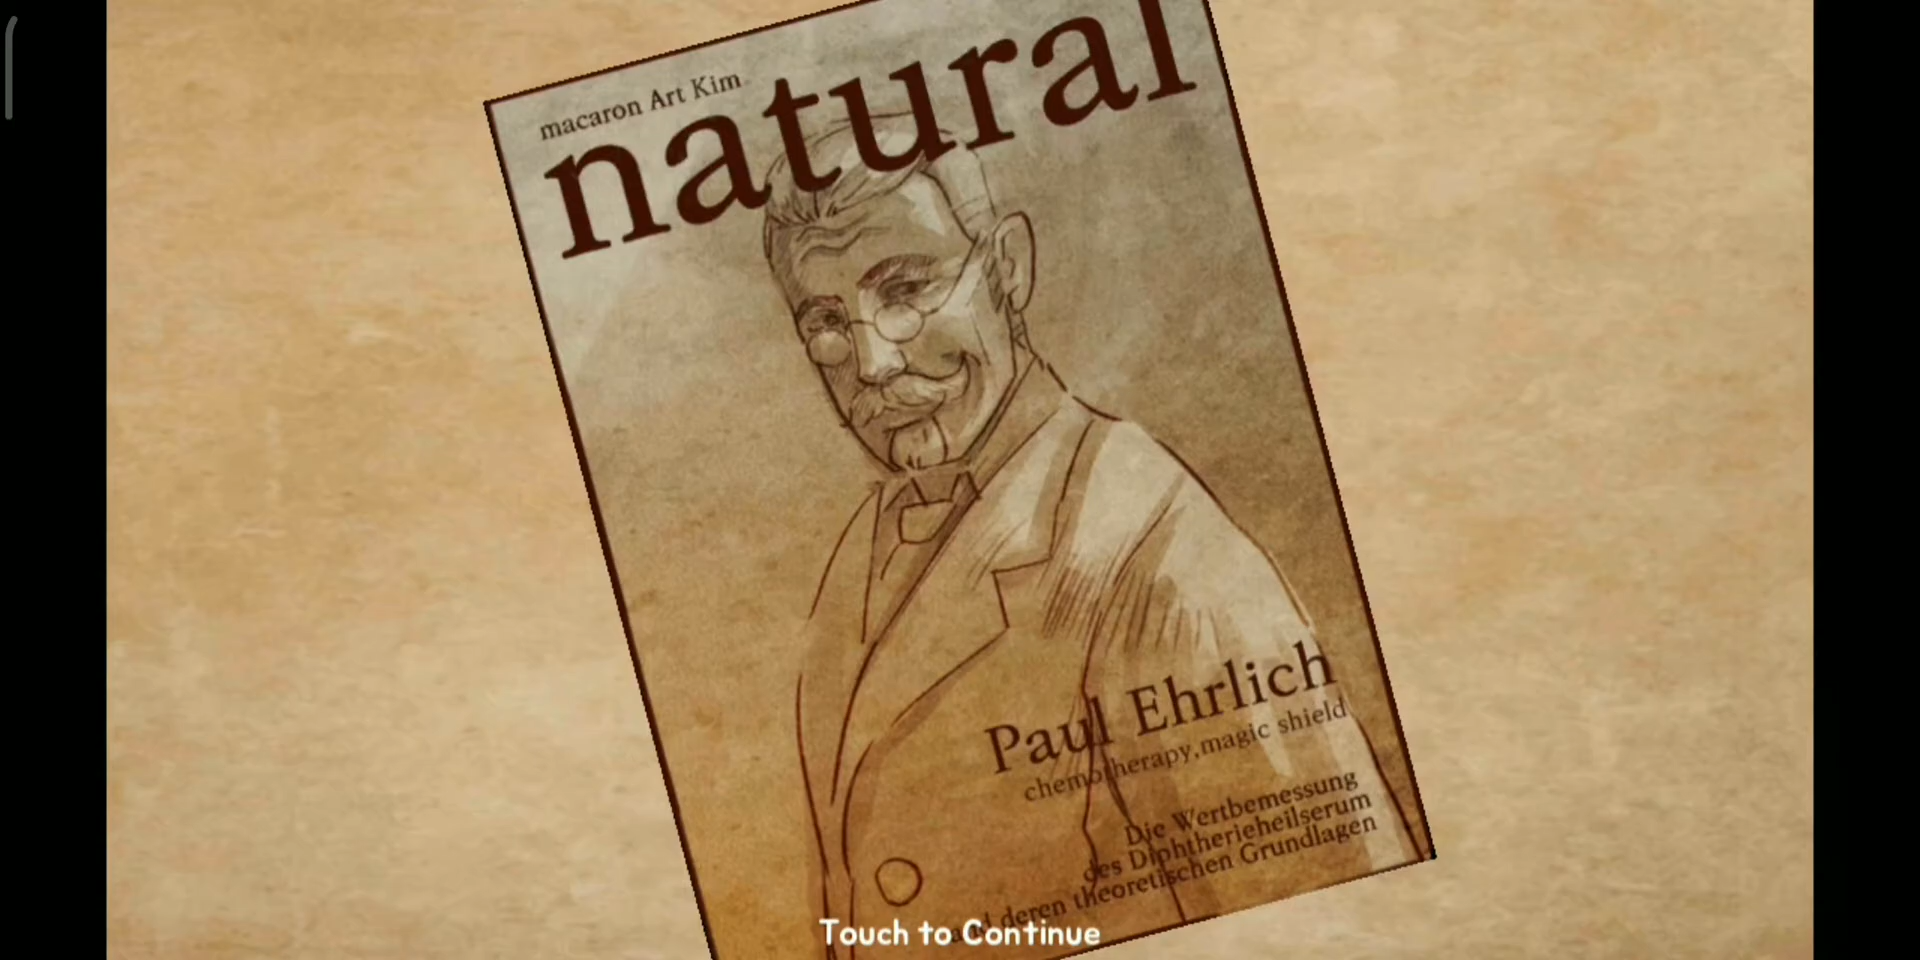 macaron Art Kim
natural
Paul Ehrlich
chemotherapy.magic shield
Die Wertbemessung
des Diphtherieheilserum
deren theoretischen Grundlagen
Touch to Continue